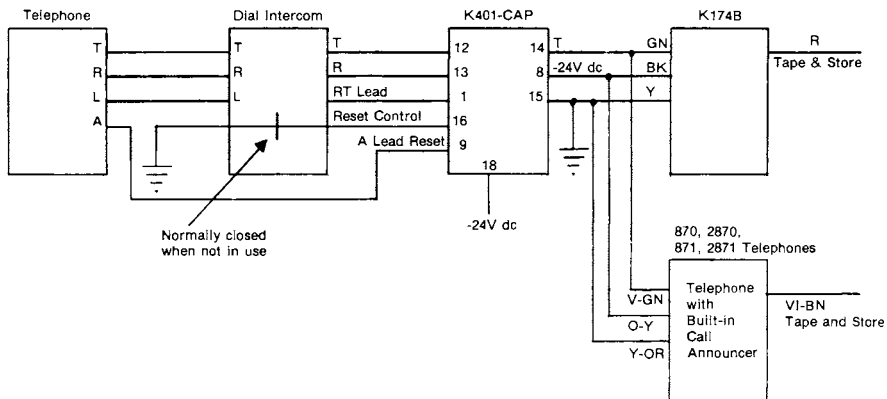 Telephone
Dial Intercom
K401-CAP
K174B
T
T
T
12
14
T
GN
R
R
R
R
13
8
-24V dc
BK
Tape & Store
L
L
RT Lead
1
15
Y
A
Reset Control
16
A Lead Reset
9
18
Normally closed
when not in use
-24V dc
870, 2870,
871, 2871 Telephones
V-GN
O-Y
Y-OR
Telephone
with
Built-in
Call
Announcer
VI-BN
Tape and Store